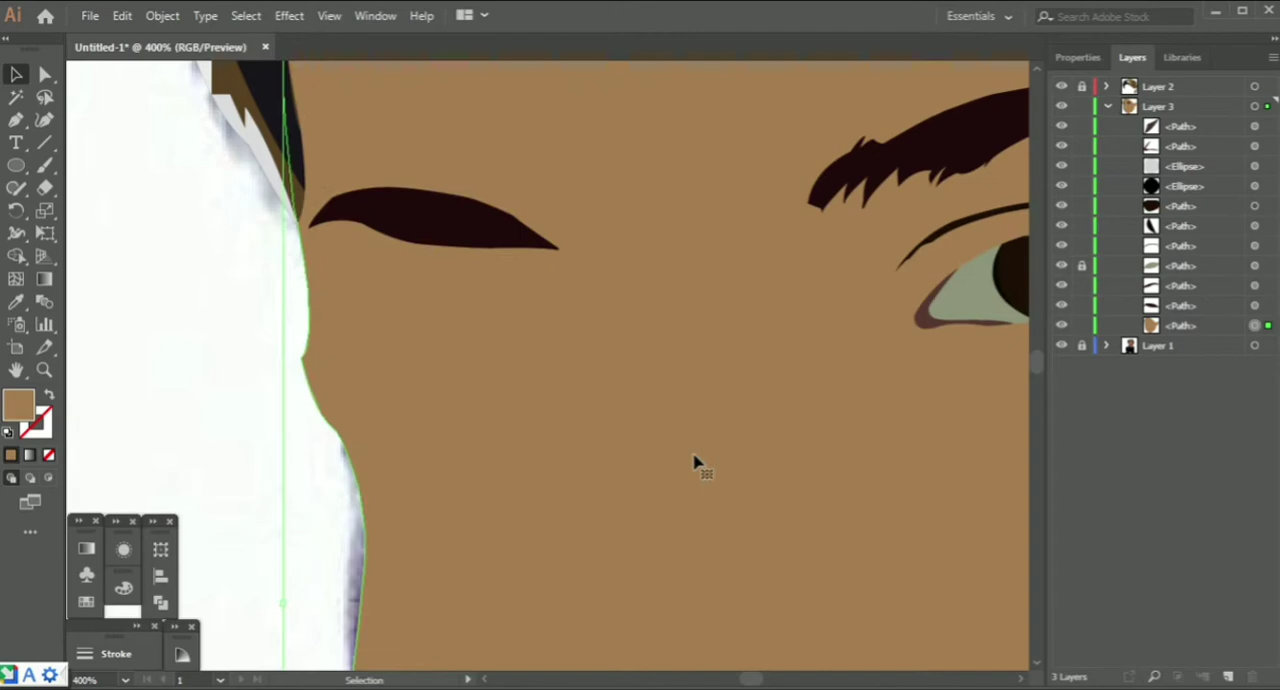 Ai File Edit Object Type Select Effect View Window Help Essentials Search Adobe Stock
Untitled-1* @ 400% (RGB/Preview)
Properties Layers Libraries
Layer 2
Layer 3
<Path>
<Path>
<Ellipse>
<Ellipse>
<Path>
<Path>
<Path>
<Path>
<Path>
<Path>
<Path>
Layer 1
Stroke
A
400% 1 Selection 3 Layers